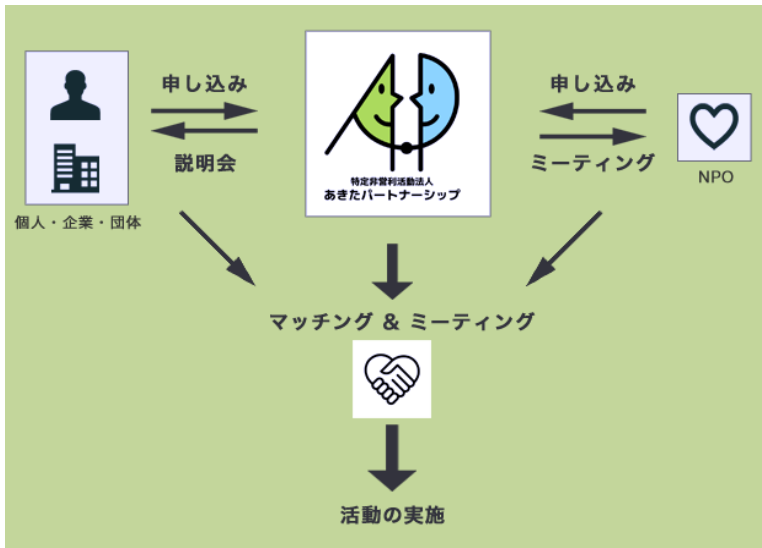 申し込み
説明会
個人・企業・団体
特定非営利活動法人
あきたパートナーシップ
申し込み
ミーティング
NPO
マッチング & ミーティング
活動の実施